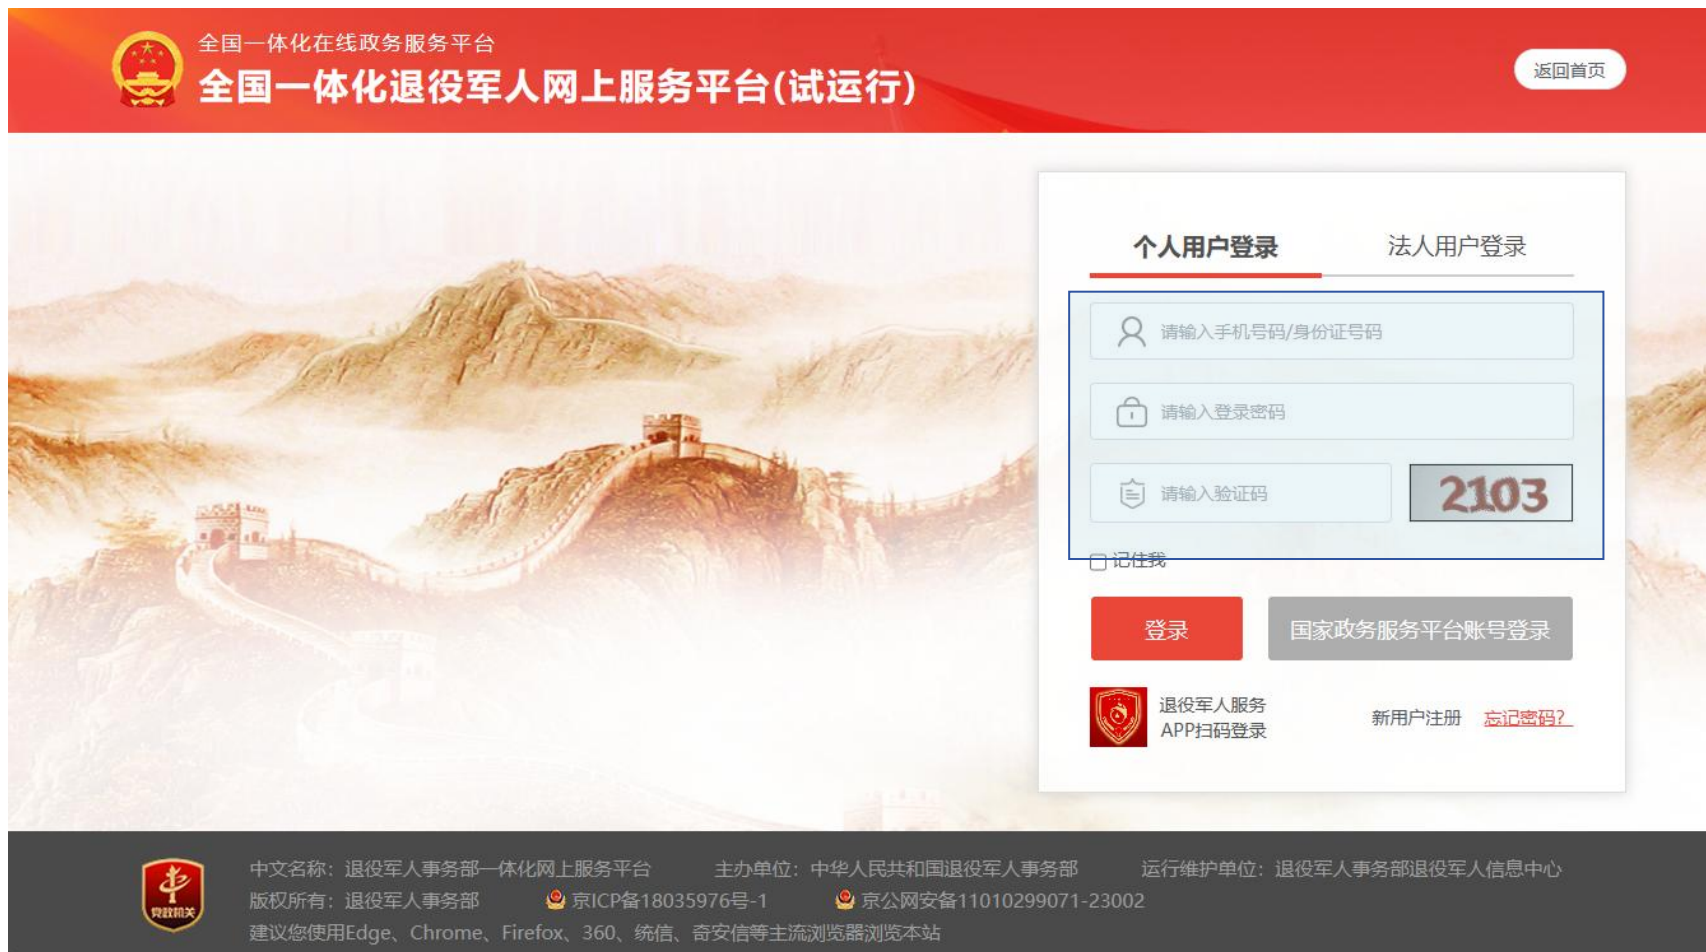 全国一体化在线政务服务平台
全国一体化退役军人网上服务平台(试运行)
返回首页
个人用户登录 法人用户登录
请输入手机号码/身份证号码
请输入登录密码
请输入验证码 2103
记住我
登录 国家政务服务平台账号登录
退役军人服务
APP扫码登录
新用户注册 忘记密码?
中文名称：退役军人事务部一体化网上服务平台 主办单位：中华人民共和国退役军人事务部 运行维护单位：退役军人事务部退役军人信息中心
版权所有：退役军人事务部 京ICP备18035976号-1 京公网安备11010299071-23002
建议您使用Edge、Chrome、Firefox、360、统信、奇安信等主流浏览器浏览本站
党政机关